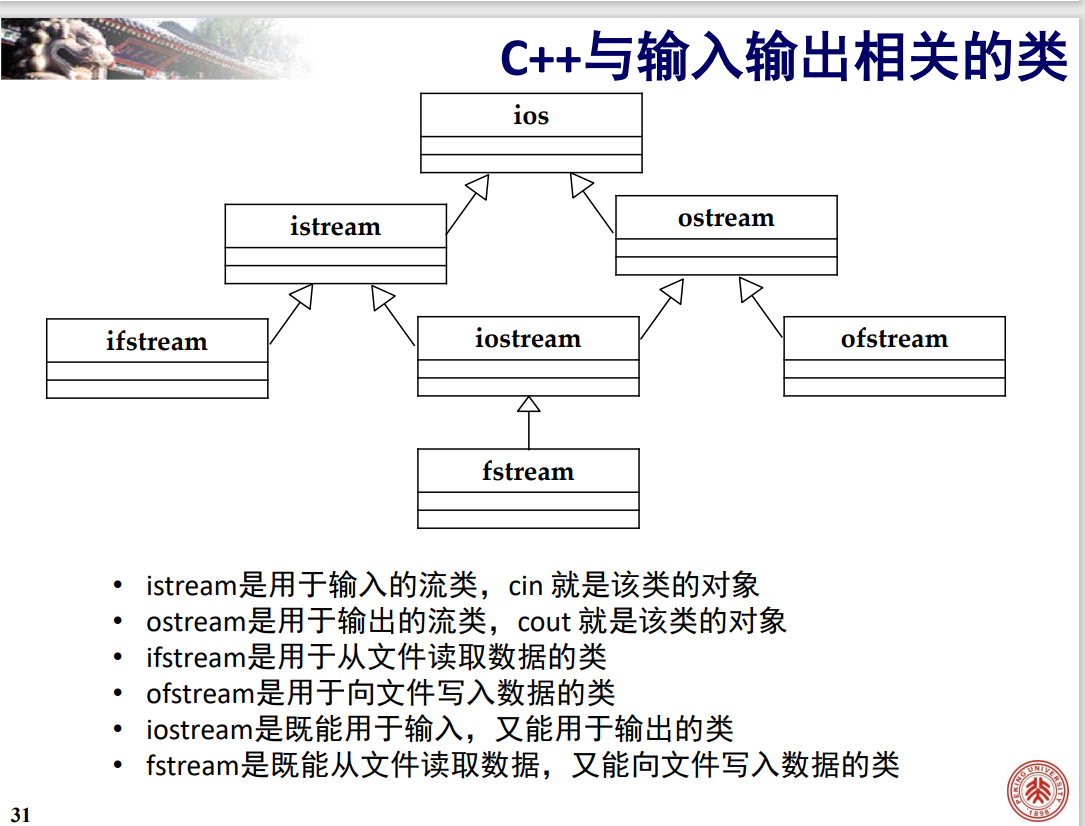 C++与输入输出相关的类
ios
istream
ostream
ifstream
iostream
ofstream
fstream
• istream是用于输入的流类，cin 就是该类的对象
• ostream是用于输出的流类，cout 就是该类的对象
• ifstream是用于从文件读取数据的类
• ofstream是用于向文件写入数据的类
• iostream是既能用于输入，又能用于输出的类
• fstream是既能从文件读取数据，又能向文件写入数据的类
31
PEKING UNIVERSITY
1898